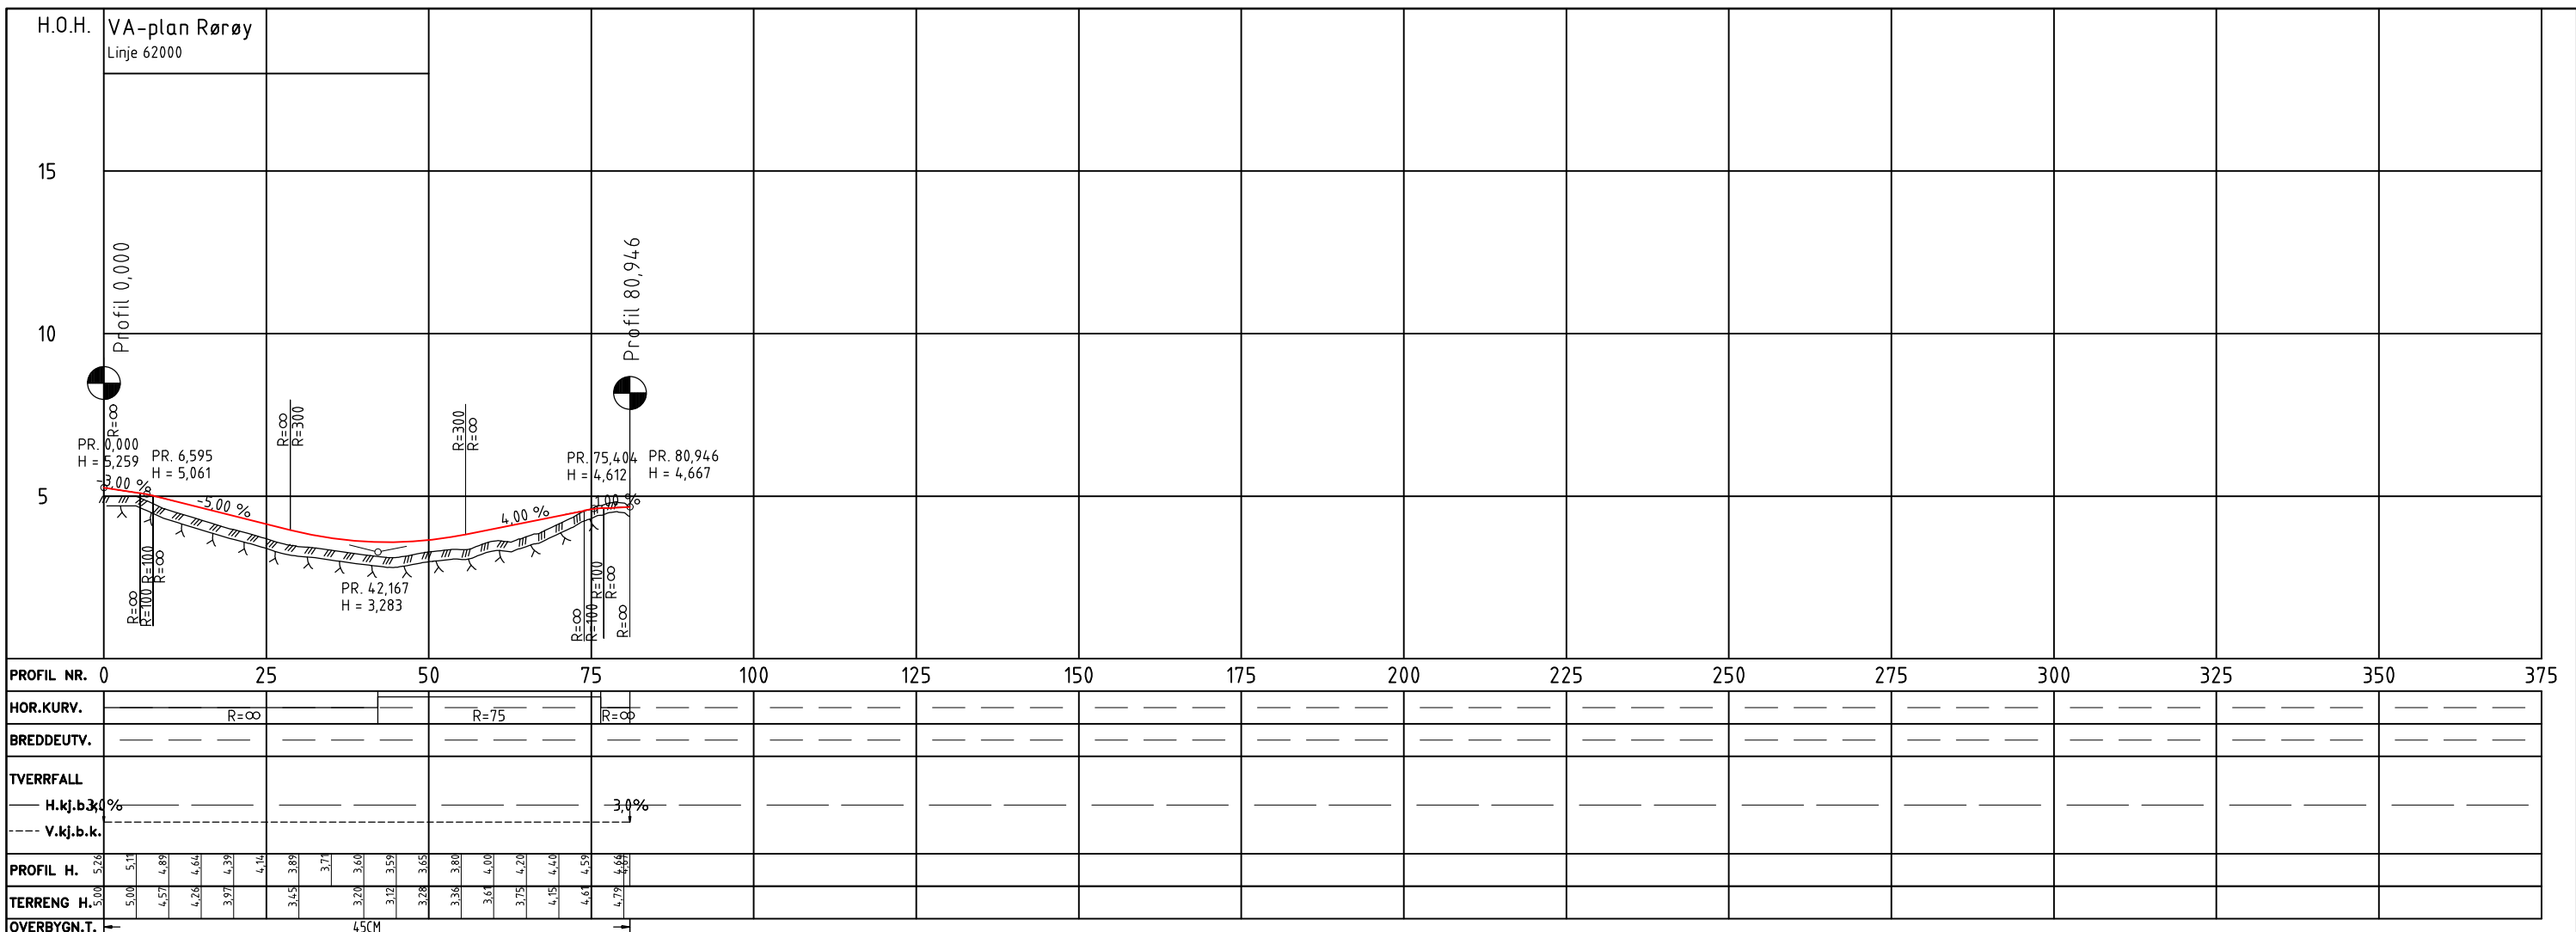 H.O.H.
VA-plan Rørøy
Linje 62000
15
10
5
Profil 0,000
Profil 80,946
R=∞
PR. 0,000
H = 5,259
PR. 6,595
H = 5,061
-3,00 %
-5,00 %
R=∞
R=300
R=300
R=∞
4,00 %
PR. 75,404
H = 4,612
PR. 80,946
H = 4,667
1,00 %
R=∞
R=100
R=100
R=∞
PR. 42,167
H = 3,283
R=∞
R=100
R=100
R=∞
R=∞
PROFIL NR. 0 25 50 75 100 125 150 175 200 225 250 275 300 325 350 375
HOR.KURV. R=∞ R=75 R=∞
BREDDEUTV.
TVERRFALL
H.kj.b.k. 3,0% 3,0%
V.kj.b.k.
PROFIL H. 5,26 5,11 4,89 4,64 4,39 4,14 3,89 3,71 3,60 3,59 3,65 3,80 4,00 4,20 4,40 4,59 4,66 4,67
TERRENG H. 5,00 5,00 4,57 4,26 3,97 3,45 3,20 3,12 3,28 3,36 3,61 3,75 4,15 4,61 4,79
OVERBYGN.T. 45CM